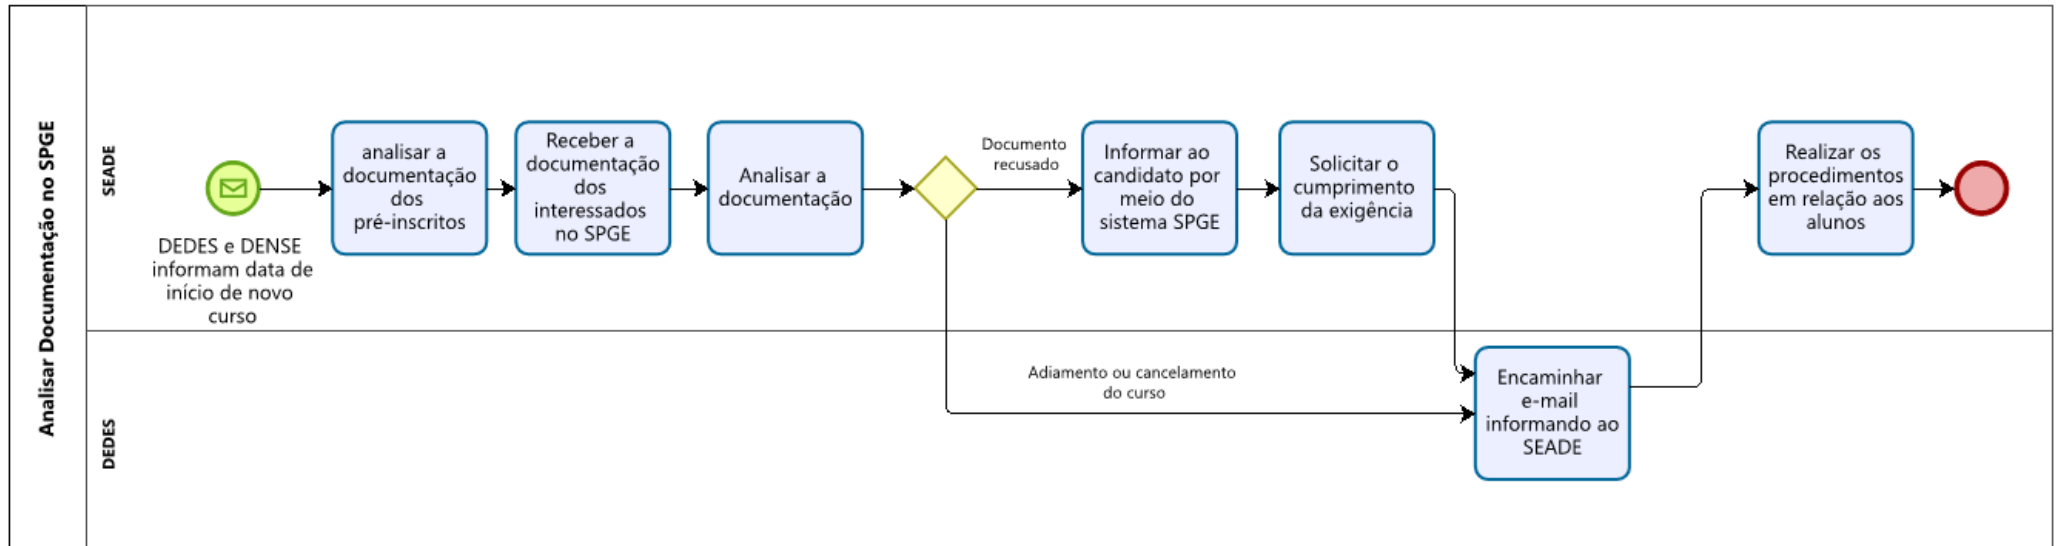 Analisar Documentação no SPGE
SEADE
DEDES e DENSE
informam data de
início de novo
curso
analisar a
documentação
dos
pré-inscritos
Receber a
documentação
dos
interessados
no SPGE
Analisar a
documentação
Documento
recusado
Informar ao
candidato por
meio do
sistema SPGE
Solicitar o
cumprimento
da exigência
Realizar os
procedimentos
em relação aos
alunos
DEDES
Adiamento ou cancelamento
do curso
Encaminhar
e-mail
informando ao
SEADE